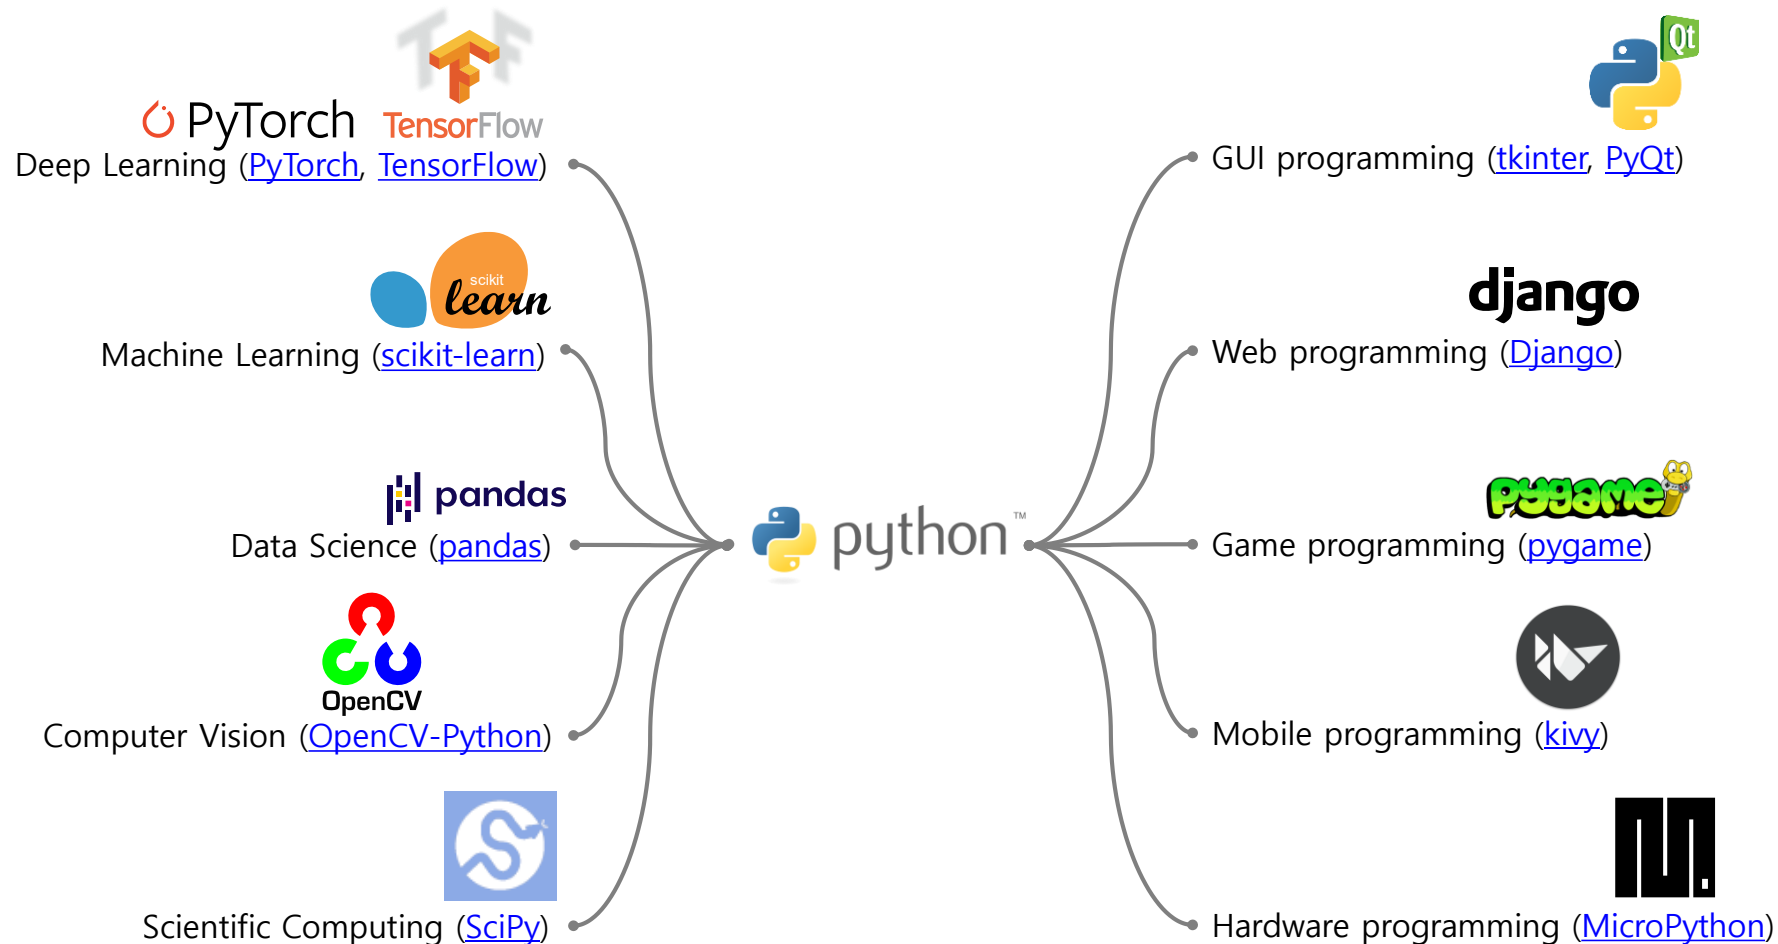 PyTorch
TensorFlow
Deep Learning (PyTorch, TensorFlow)
scikit
learn
Machine Learning (scikit-learn)
pandas
Data Science (pandas)
OpenCV
Computer Vision (OpenCV-Python)
Scientific Computing (SciPy)
python™
Qt
GUI programming (tkinter, PyQt)
django
Web programming (Django)
pygame
Game programming (pygame)
Mobile programming (kivy)
Hardware programming (MicroPython)